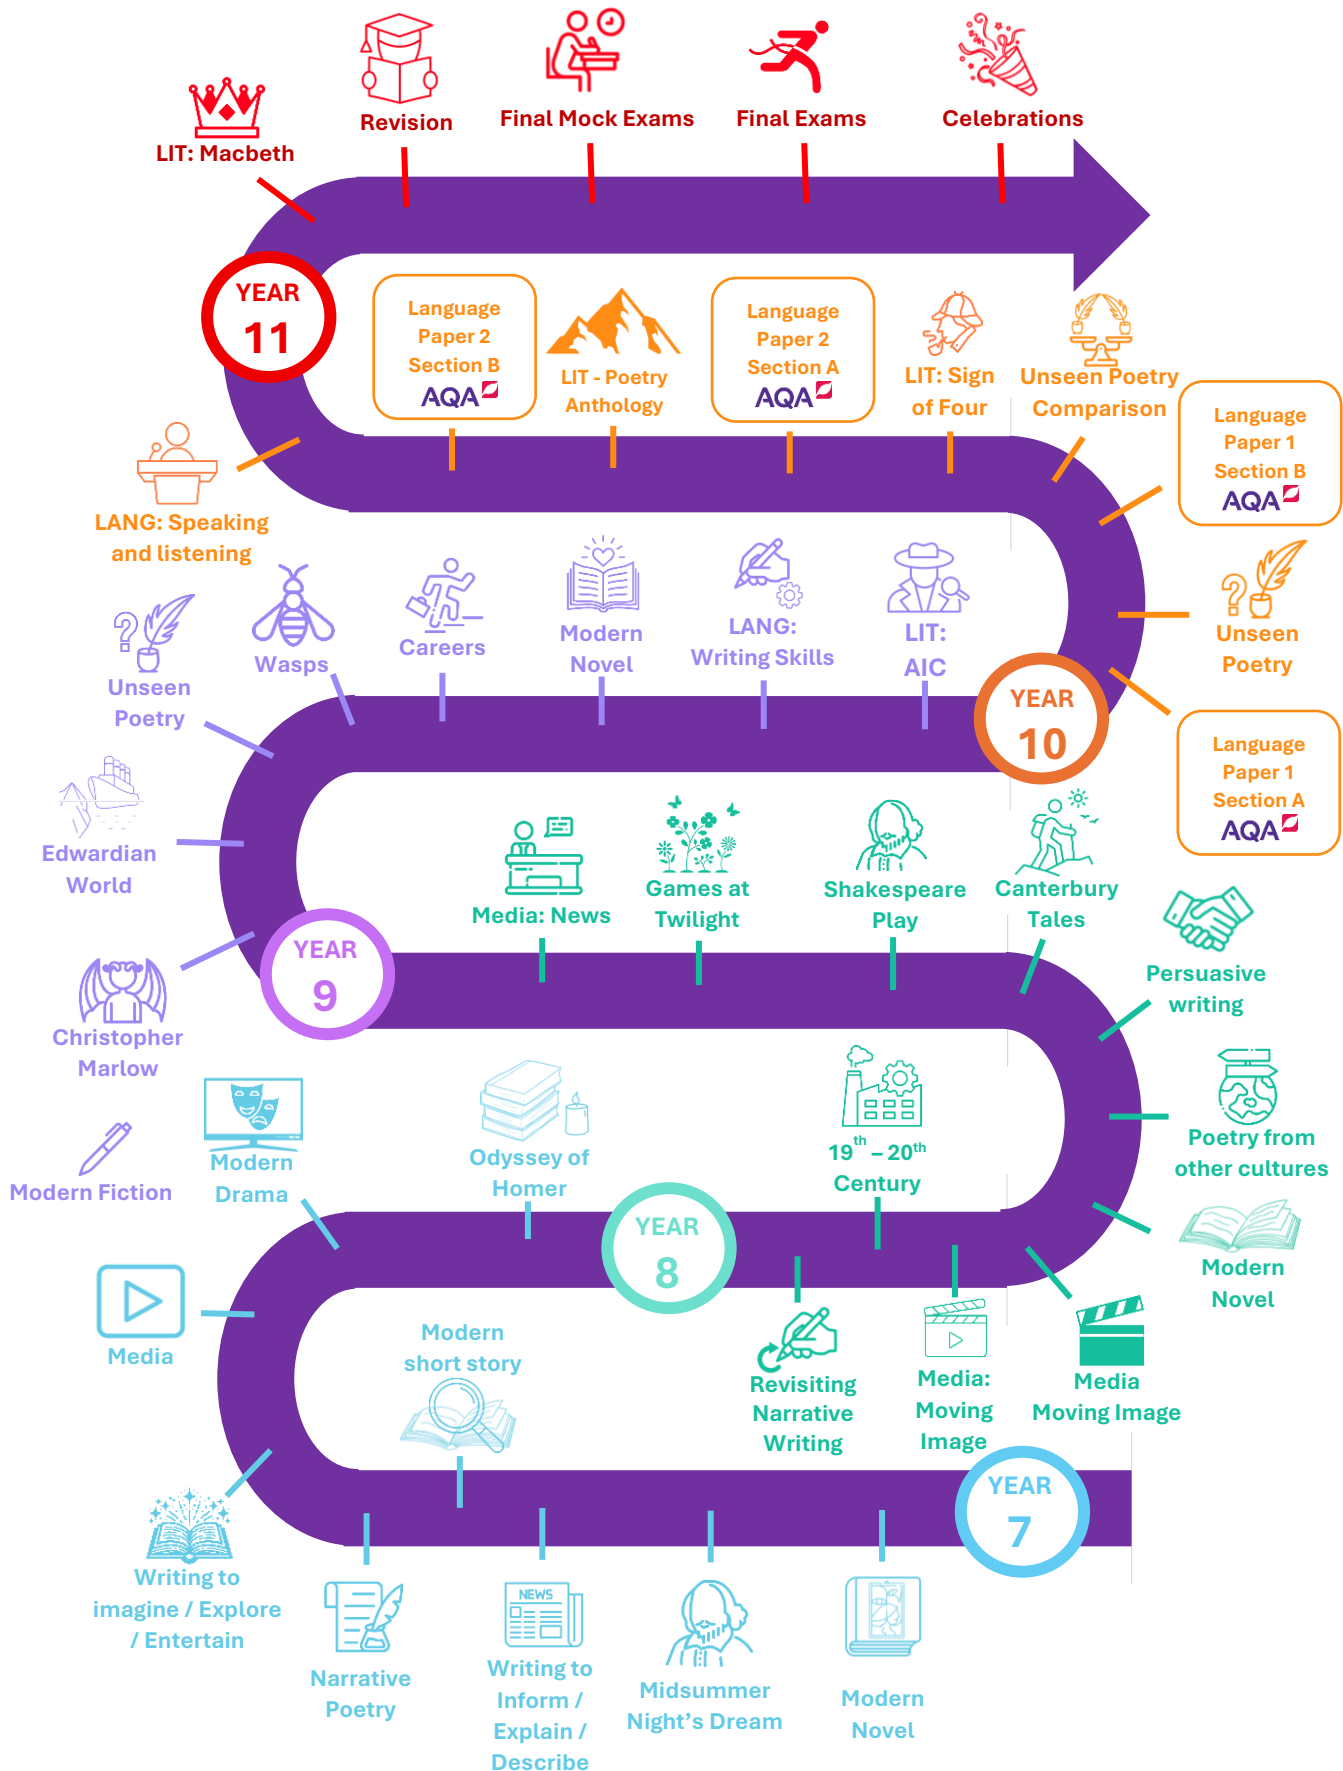 Revision
Final Mock Exams
Final Exams
Celebrations
LIT: Macbeth
YEAR
11
Language
Paper 2
Section B
AQA
LIT - Poetry
Anthology
Language
Paper 2
Section A
AQA
LIT: Sign
of Four
Unseen Poetry
Comparison
Language
Paper 1
Section B
AQA
LANG: Speaking
and listening
Unseen
Poetry
Wasps
Careers
Modern
Novel
LANG:
Writing Skills
LIT:
AIC
Unseen
Poetry
YEAR
10
Language
Paper 1
Section A
AQA
Edwardian
World
Media: News
Games at
Twilight
Shakespeare
Play
Canterbury
Tales
Persuasive
writing
YEAR
9
Christopher
Marlow
Modern Fiction
Modern
Drama
Odyssey of
Homer
19th – 20th
Century
Poetry from
other cultures
Modern
Novel
YEAR
8
Media
Modern
short story
Revisiting
Narrative
Writing
Media:
Moving
Image
Media
Moving Image
YEAR
7
Writing to
imagine / Explore
/ Entertain
Narrative
Poetry
NEWS
Writing to
Inform /
Explain /
Describe
Midsummer
Night’s Dream
Modern
Novel